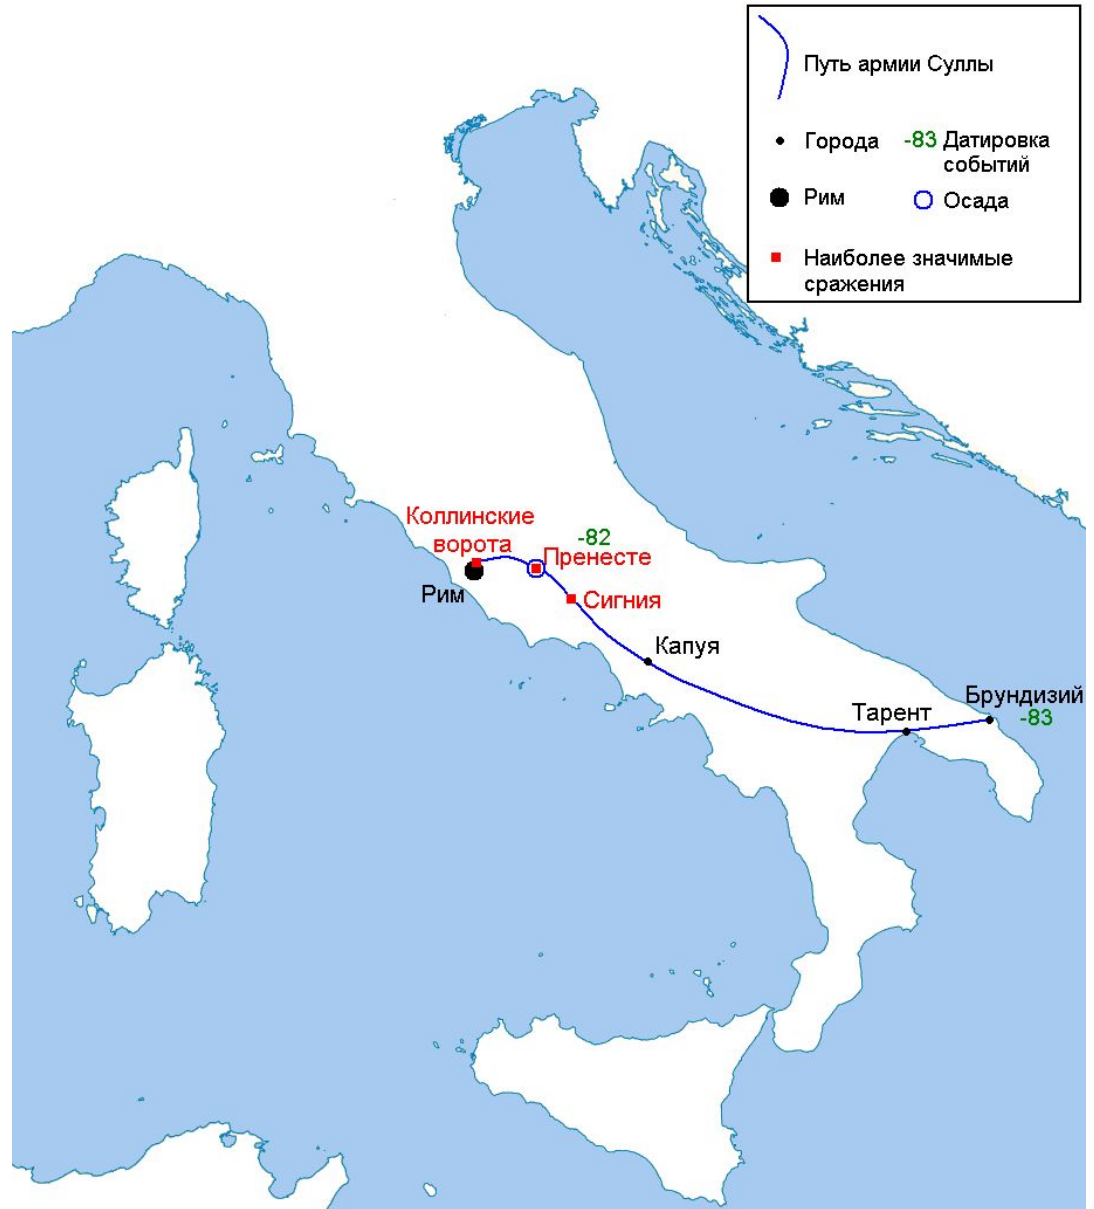 Путь армии Суллы
Города
-83 Датировка
событий
Рим
Осада
Наиболее значимые
сражения
Коллинские
ворота
-82
Пренесте
Рим
Сигния
Капуя
Брундизий
Тарент
-83